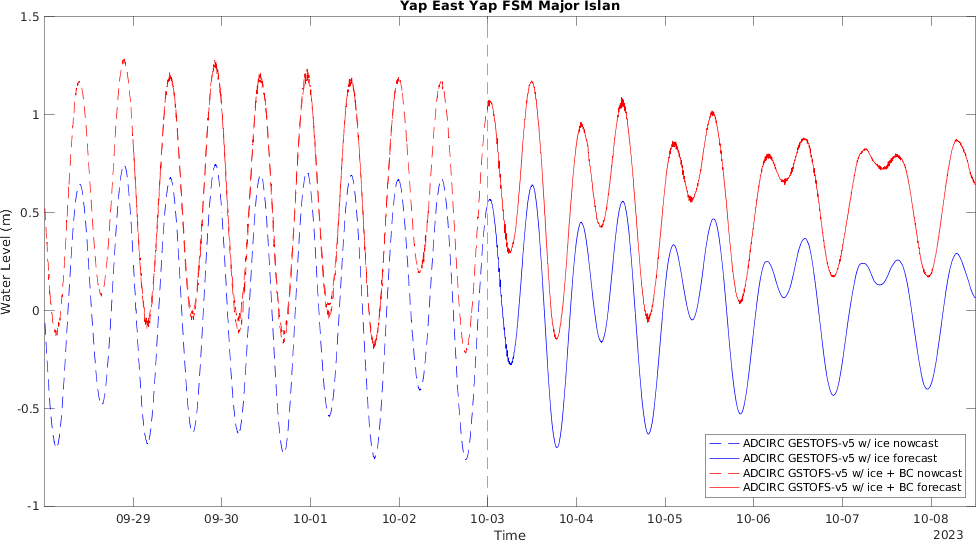 Yap East Yap FSM Major Islan
1.5
1
0.5
0
-0.5
-1
Water Level (m)
09-29 09-30 10-01 10-02 10-03 10-04 10-05 10-06 10-07 10-08
Time
2023
ADCIRC GESTOFS-v5 w/ ice nowcast
ADCIRC GESTOFS-v5 w/ ice forecast
ADCIRC GSTOFS-v5 w/ ice + BC nowcast
ADCIRC GSTOFS-v5 w/ ice + BC forecast